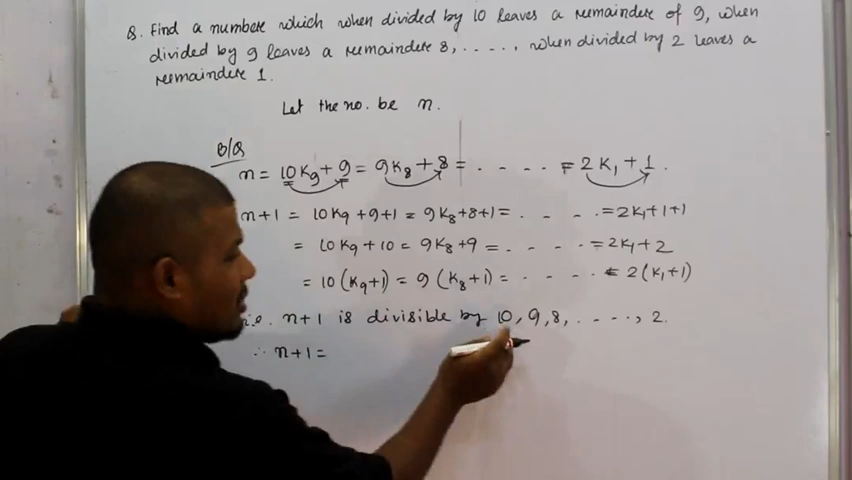 Q. Find a number which when divided by 10 leaves a remainder of 9, when
divided by 9 leaves a remainder 8, ..... when divided by 2 leaves a
remainder 1.
Let the no. be n.
B/Q
n = 10K₉+9 = 9K₈+8 = - - - - = 2K₁+1.
n+1 = 10K₉+9+1 = 9K₈+8+1 = - - - - = 2K₁+1+1
= 10K₉+10 = 9K₈+9 = - - - - = 2K₁+2
= 10(K₉+1) = 9(K₈+1) = - - - - = 2(K₁+1)
i.e. n+1 is divisible by 10, 9, 8, - - - -, 2.
∴ n+1 =